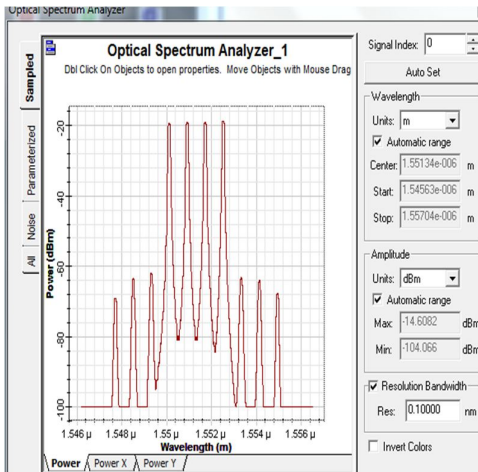 Optical Spectrum Analyzer
Optical Spectrum Analyzer_1
Dbl Click On Objects to open properties. Move Objects with Mouse Drag
Sampled
Parameterized
Noise
All
Power (dBm)
-20
-40
-60
-80
-100
1.546 µ 1.548 µ 1.55 µ 1.552 µ 1.554 µ 1.556 µ
Wavelength (m)
Power Power X Power Y
Signal Index: 0
Auto Set
Wavelength
Units: m
Automatic range
Center: 1.55134e-006 m
Start: 1.54563e-006 m
Stop: 1.55704e-006 m
Amplitude
Units: dBm
Automatic range
Max: -14.6082 dBm
Min: -104.066 dBm
Resolution Bandwidth
Res: 0.10000 nm
Invert Colors